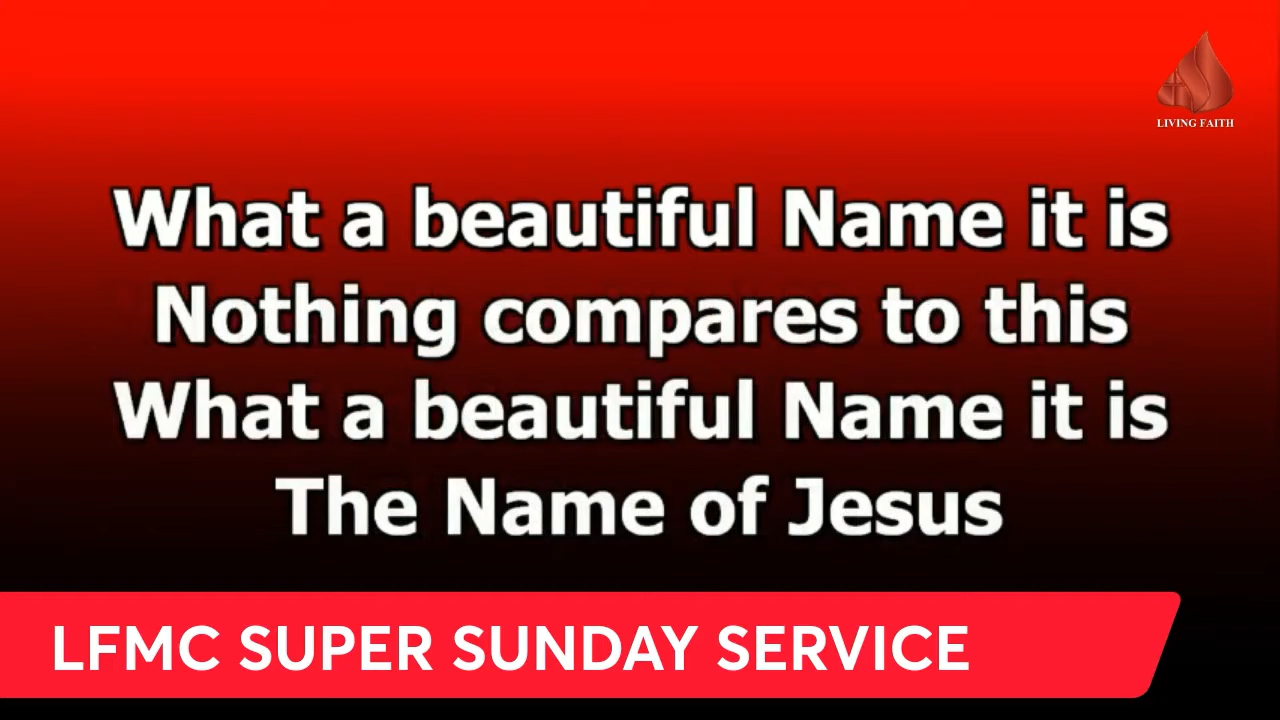 LIVING FAITH
What a beautiful Name it is
Nothing compares to this
What a beautiful Name it is
The Name of Jesus
LFMC SUPER SUNDAY SERVICE